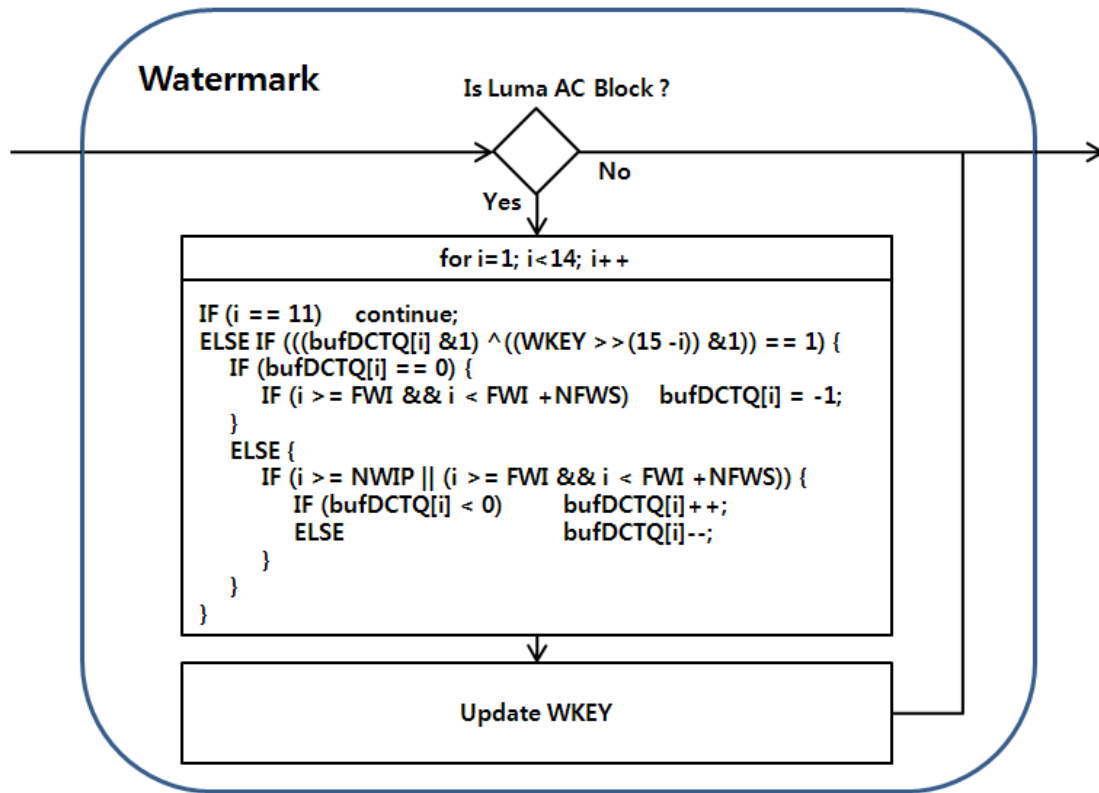 Watermark
Is Luma AC Block ?
No
Yes
for i=1; i<14; i++
IF (i == 11) continue;
ELSE IF (((bufDCTQ[i] &1) ^((WKEY >>(15 -i)) &1)) == 1) {
IF (bufDCTQ[i] == 0) {
IF (i >= FWI && i < FWI +NFWS) bufDCTQ[i] = -1;
}
ELSE {
IF (i >= NWIP || (i >= FWI && i < FWI +NFWS)) {
IF (bufDCTQ[i] < 0) bufDCTQ[i]++;
ELSE bufDCTQ[i]--;
}
}
}
Update WKEY